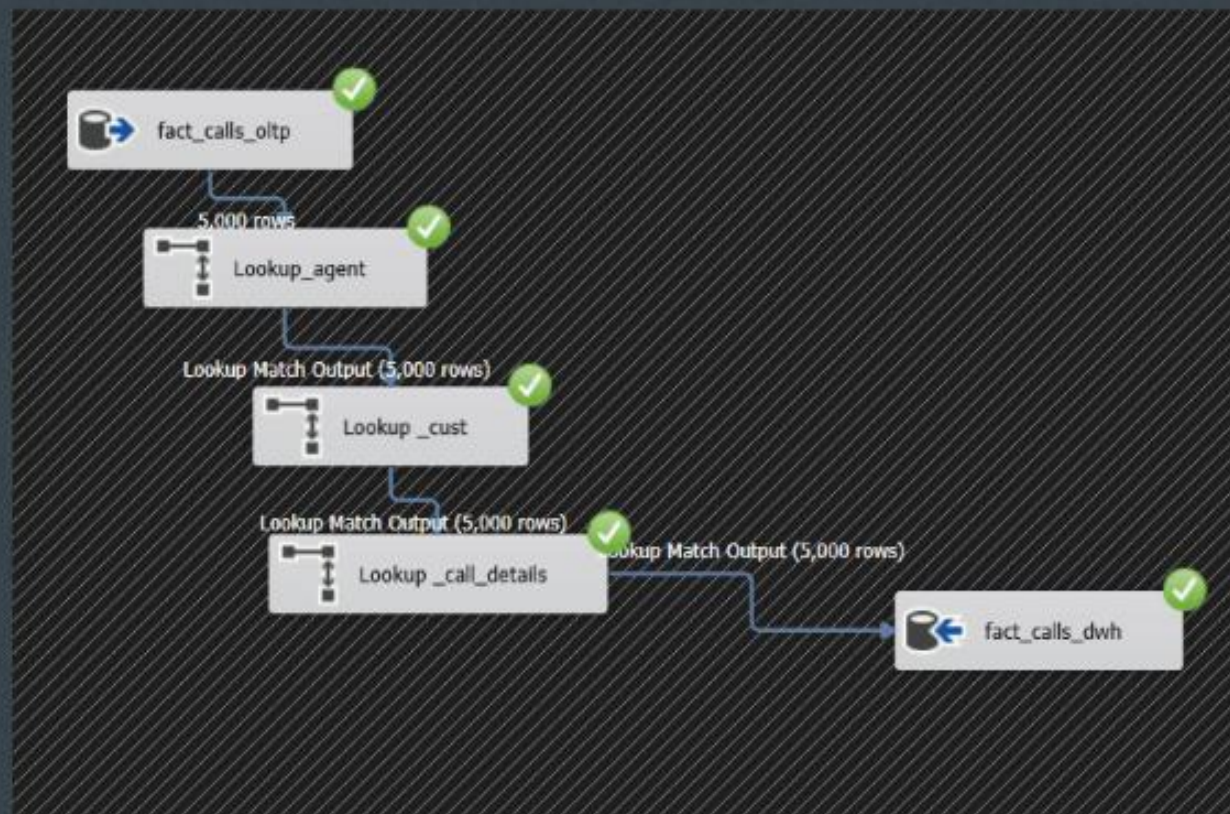 fact_calls_oltp
5,000 rows
Lookup_agent
Lookup Match Output (5,000 rows)
Lookup _cust
Lookup Match Output (5,000 rows)
Lookup _call_details
Lookup Match Output (5,000 rows)
fact_calls_dwh